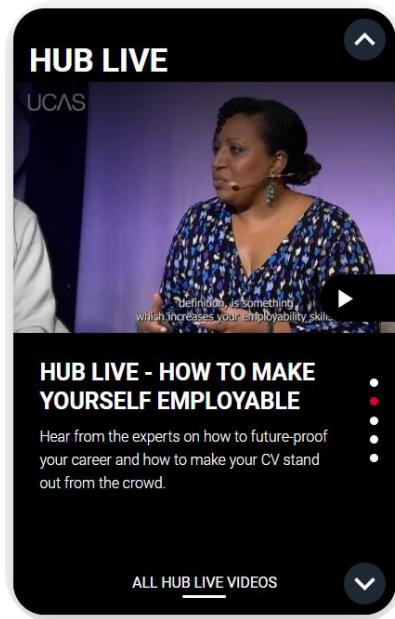 HUB LIVE
UCAS
definition, is something
which increases your employability skills.
HUB LIVE - HOW TO MAKE
YOURSELF EMPLOYABLE
Hear from the experts on how to future-proof
your career and how to make your CV stand
out from the crowd.
ALL HUB LIVE VIDEOS